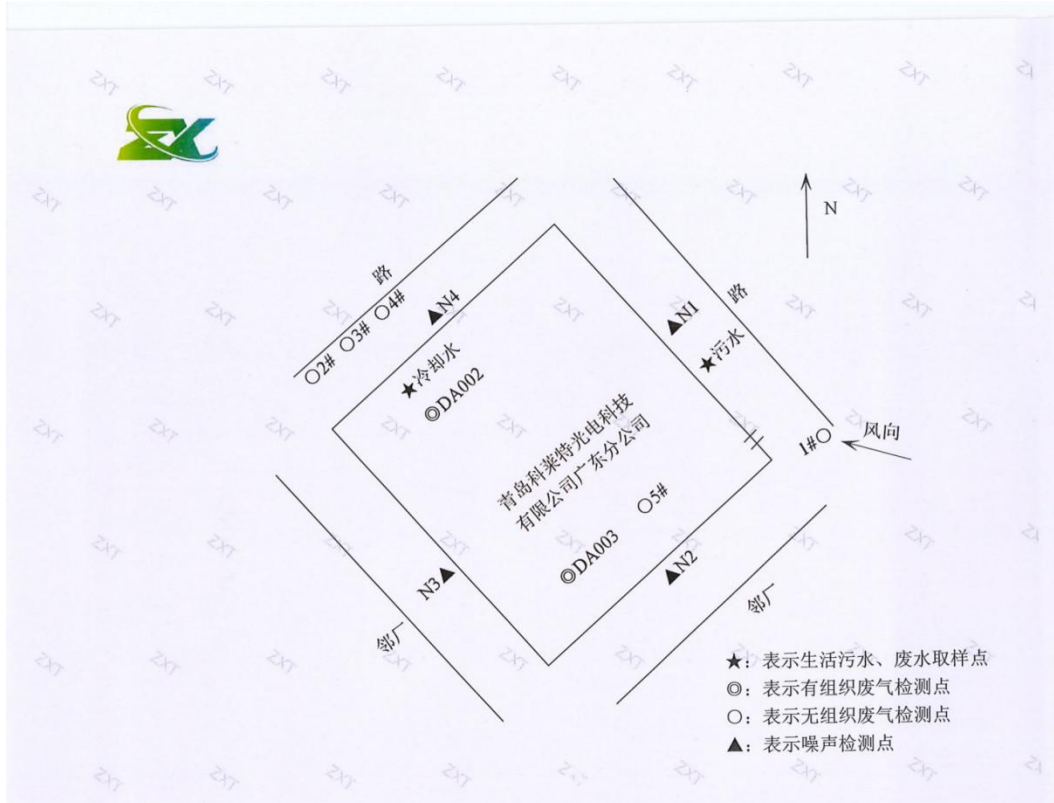 N
路
▲N4
○2# ○3# ○4#
★冷却水
◎DA002
路
▲N1
★污水
1#○
风向
青岛科莱特光电科技
有限公司广东分公司
○5#
◎DA003
▲N2
N3▲
邻厂
邻厂
★：表示生活污水、废水取样点
◎：表示有组织废气检测点
○：表示无组织废气检测点
▲：表示噪声检测点
ZXT